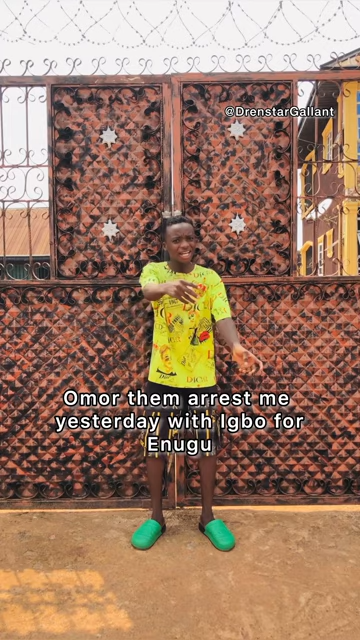 @DrenstarGallant
Omor them arrest me
yesterday with Igbo for
Enugu